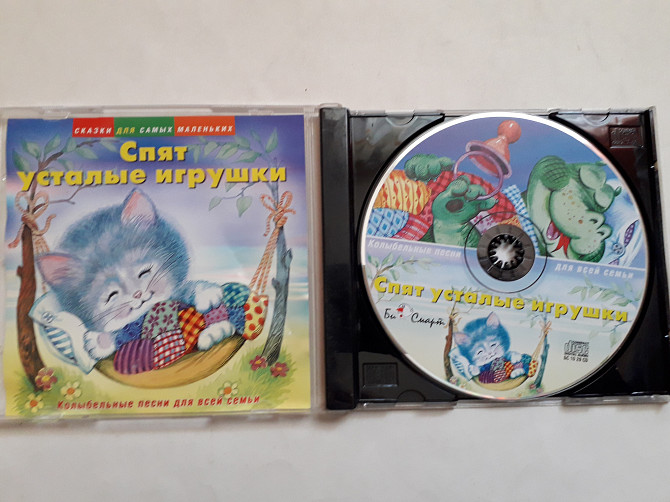 СКАЗКИ ДЛЯ САМЫХ МАЛЕНЬКИХ
Спят
усталые игрушки
Колыбельные песни для всей семьи
Колыбельные песни
для всей семьи
Спят усталые игрушки
Би Смарт